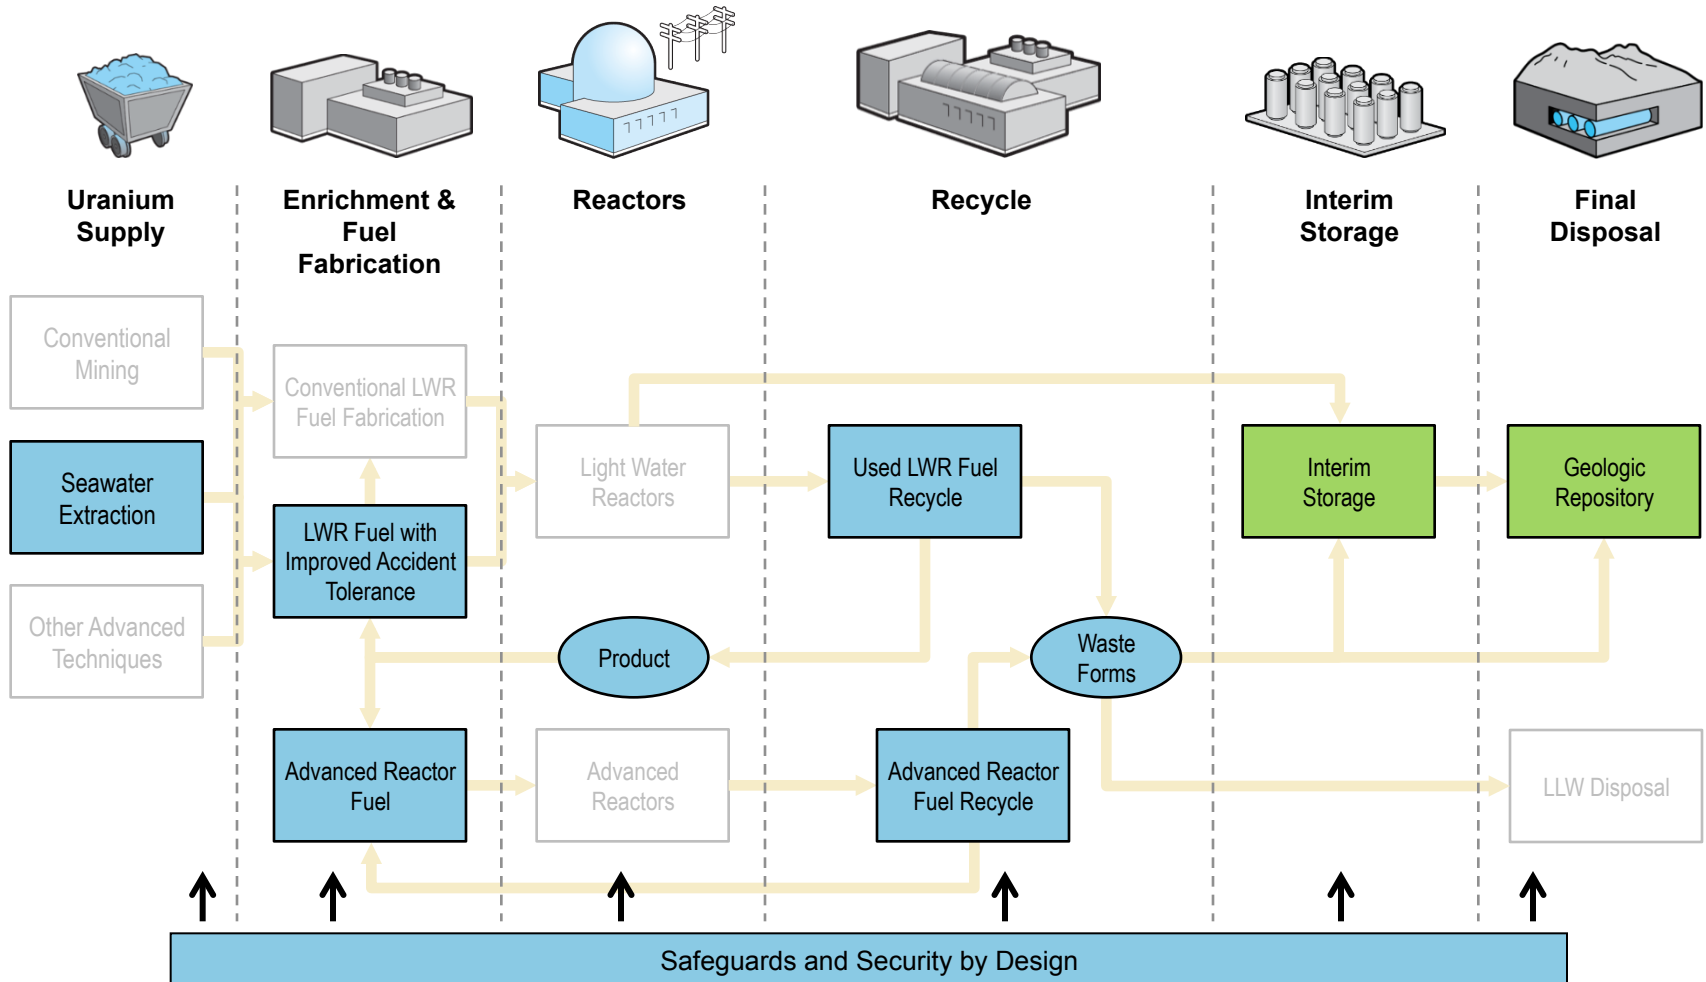 Uranium
Supply
Enrichment &
Fuel
Fabrication
Reactors
Recycle
Interim
Storage
Final
Disposal
Conventional
Mining
Seawater
Extraction
Other Advanced
Techniques
Conventional LWR
Fuel Fabrication
LWR Fuel with
Improved Accident
Tolerance
Advanced Reactor
Fuel
Light Water
Reactors
Product
Advanced
Reactors
Used LWR Fuel
Recycle
Waste
Forms
Advanced Reactor
Fuel Recycle
Interim
Storage
Geologic
Repository
LLW Disposal
Safeguards and Security by Design